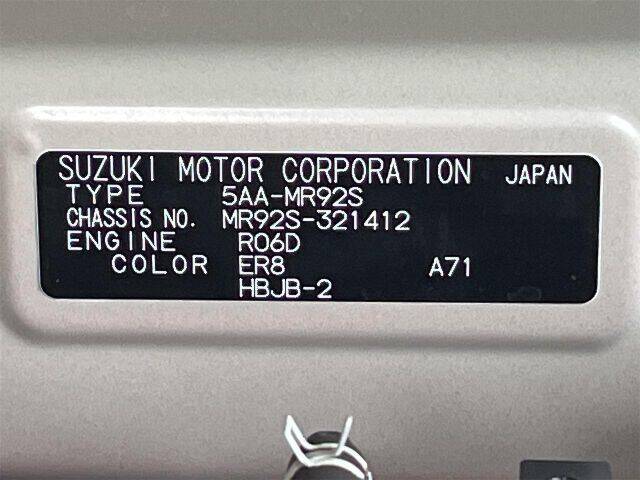 SUZUKI MOTOR CORPORATION JAPAN
TYPE 5AA-MR92S
CHASSIS NO. MR92S-321412
ENGINE R06D
COLOR ER8 A71
HBJB-2